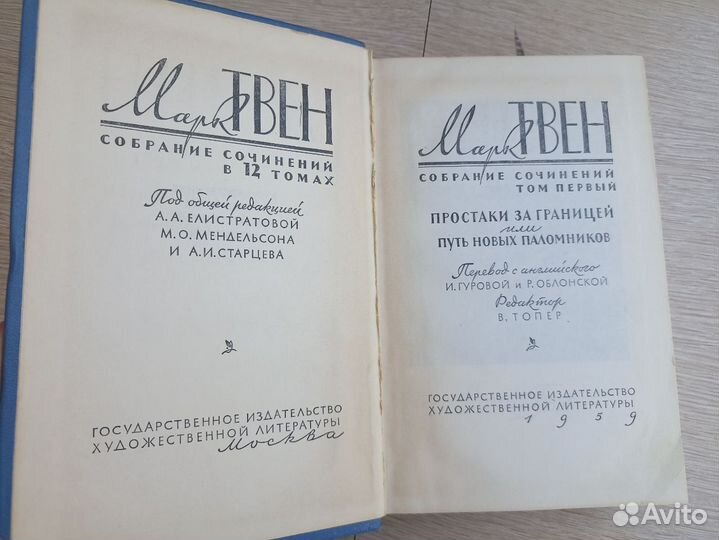 Марк ТВЕН
СОБРАНИЕ СОЧИНЕНИЙ
В 12 ТОМАХ
Под общей редакцией
А. А. ЕЛИСТРАТОВОЙ
М. О. МЕНДЕЛЬСОНА
И А. И. СТАРЦЕВА
ГОСУДАРСТВЕННОЕ ИЗДАТЕЛЬСТВО
ХУДОЖЕСТВЕННОЙ ЛИТЕРАТУРЫ
Москва
Марк ТВЕН
СОБРАНИЕ СОЧИНЕНИЙ
ТОМ ПЕРВЫЙ
ПРОСТАКИ ЗА ГРАНИЦЕЙ
или
ПУТЬ НОВЫХ ПАЛОМНИКОВ
Перевод с английского
И. ГУРОВОЙ и Р. ОБЛОНСКОЙ
Редактор
В. ТОПЕР
ГОСУДАРСТВЕННОЕ ИЗДАТЕЛЬСТВО
ХУДОЖЕСТВЕННОЙ ЛИТЕРАТУРЫ
1959
Avito